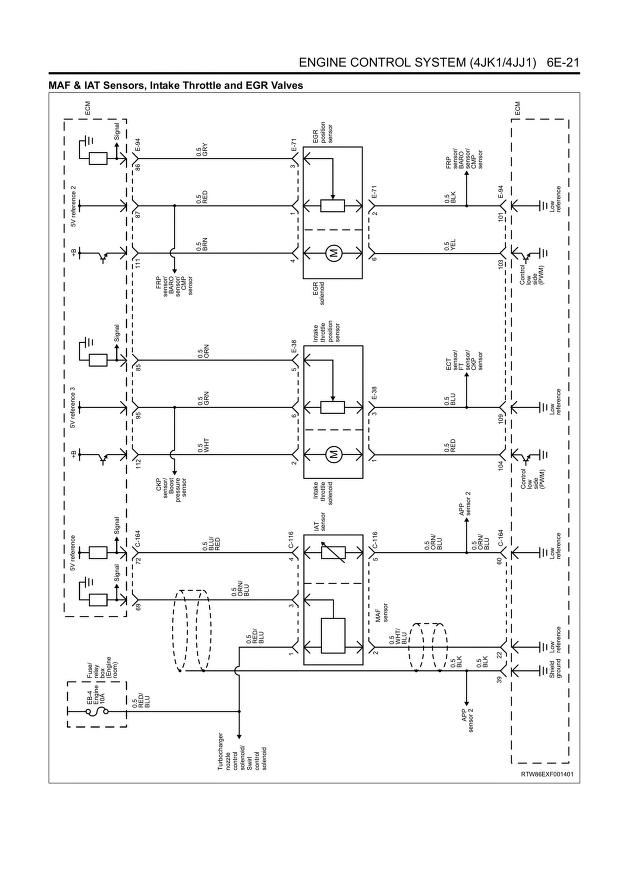 ENGINE CONTROL SYSTEM (4JK1/4JJ1) 6E-21
MAF & IAT Sensors, Intake Throttle and EGR Valves
ECM
Signal
5V reference 2
+B
Signal
5V reference 3
+B
5V reference
Signal
Signal
Fuse/
relay
box
(Engine
room)
EB-4
Engine
10A
E-94
86
87
111
85
95
112
C-164
72
69
0.5
RED/
BLU
0.5
GRY
0.5
RED
0.5
BRN
FRP
sensor/
BARO
sensor/
CMP
sensor
0.5
ORN
0.5
GRN
0.5
WHT
CKP
sensor/
Boost
pressure
sensor
0.5
BLU/
RED
0.5
ORN/
BLU
0.5
RED/
BLU
Turbocharger
nozzle
control
solenoid/
Swirl
control
solenoid
E-71
3
1
4
E-38
5
6
2
C-116
4
3
1
EGR
position
sensor
M
EGR
solenoid
Intake
throttle
position
sensor
M
Intake
throttle
solenoid
IAT
sensor
MAF
sensor
E-71
2
6
E-38
3
1
C-116
5
2
FRP
sensor/
BARO
sensor/
CMP
sensor
0.5
BLK
0.5
YEL
ECT
sensor/
FT
sensor/
CKP
sensor
0.5
BLU
0.5
RED
APP
sensor 2
0.5
ORN/
BLU
0.5
ORN/
BLU
0.5
WHT/
BLU
0.5
BLK
0.5
BLK
APP
sensor 2
E-94
101
103
109
104
C-164
60
22
39
ECM
Low
reference
Control
low
side
(PWM)
Low
reference
Control
low
side
(PWM)
Low
reference
Low
reference
Shield
ground
RTW86EXF001401